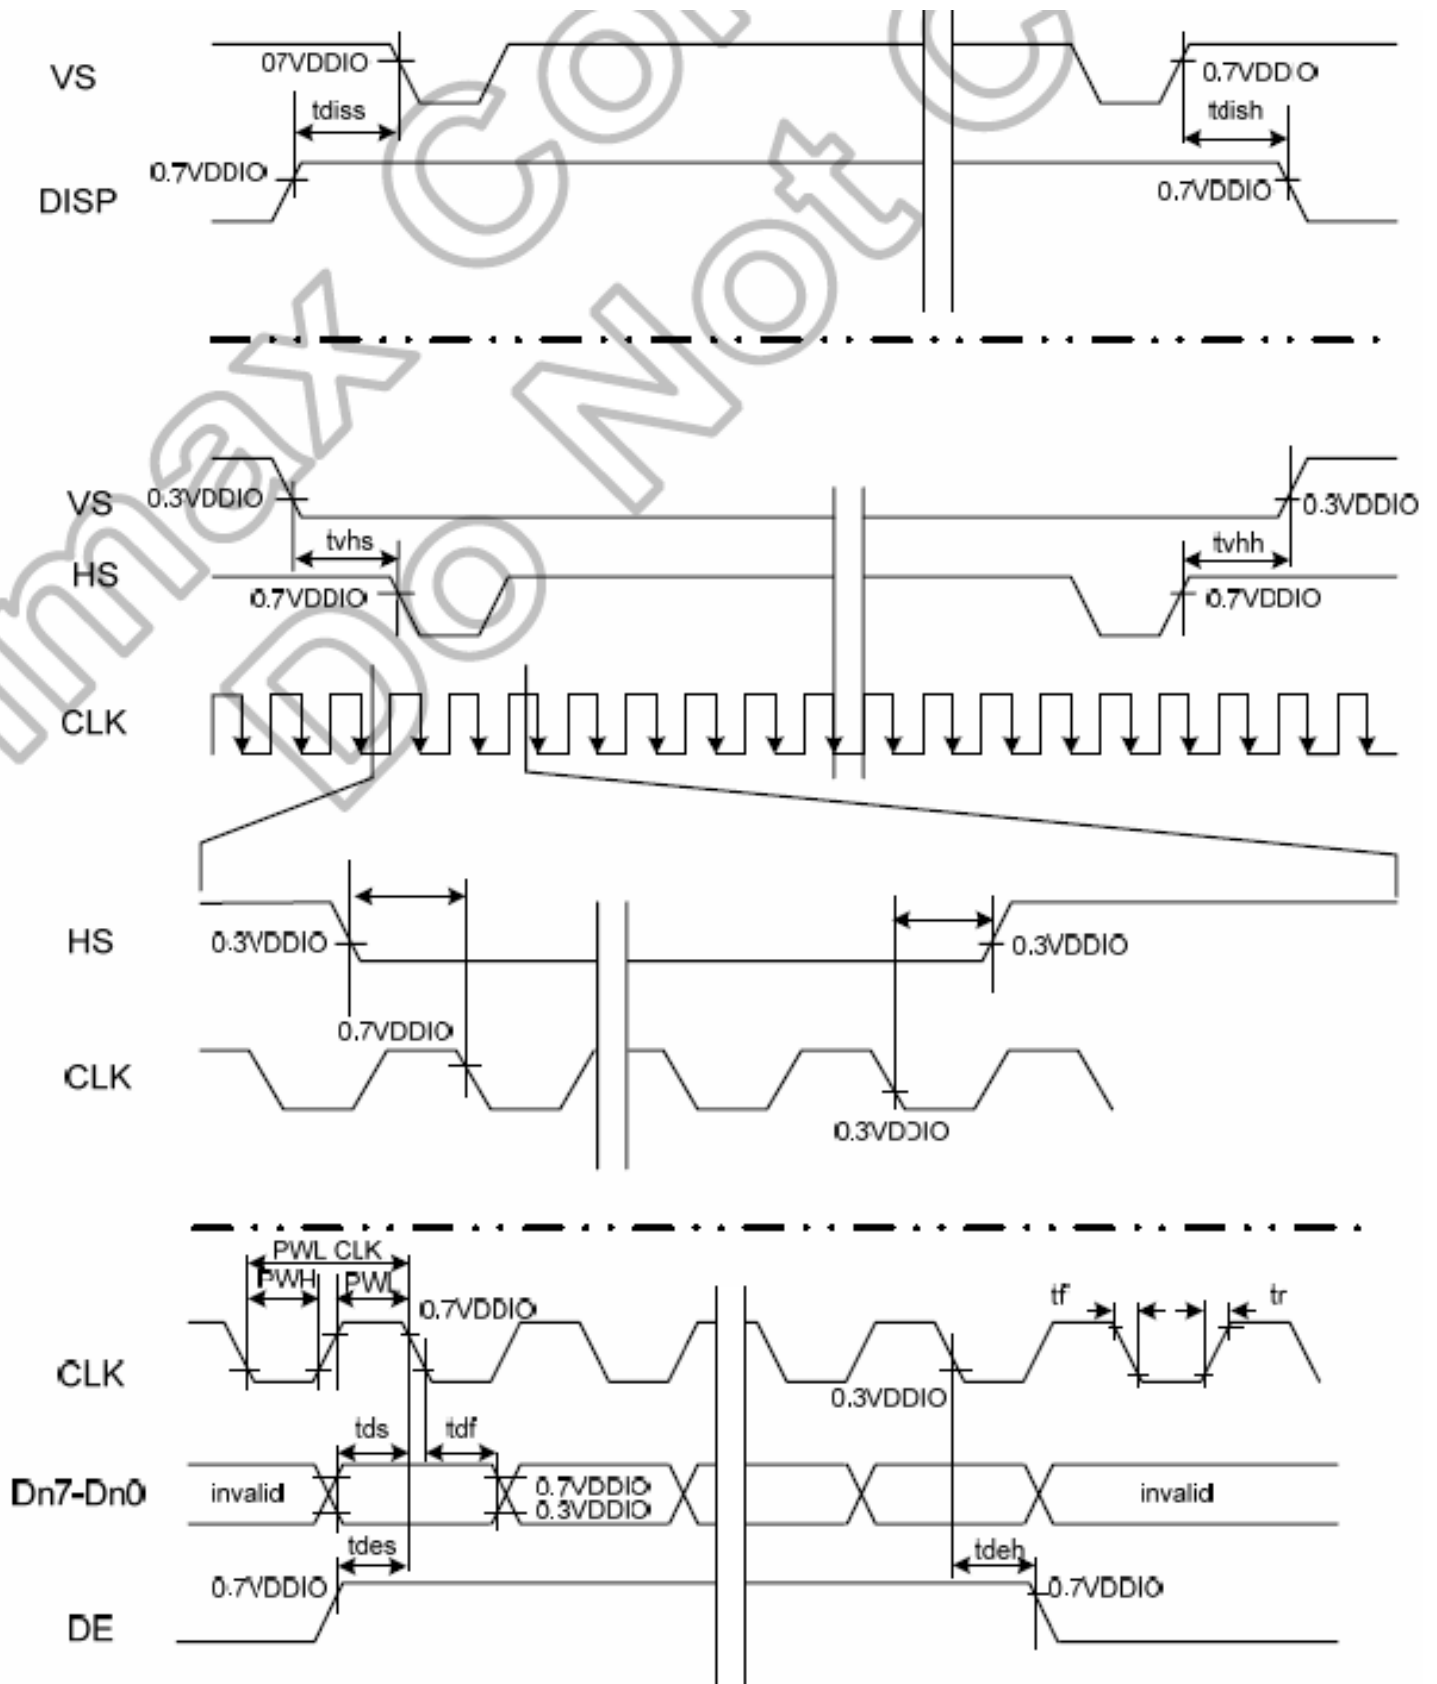 VS
07VDDIO
0.7VDDIO
tdiss
tdish
0.7VDDIO
0.7VDDIO
DISP
VS
0.3VDDIO
0.3VDDIO
tvhs
tvhh
HS
0.7VDDIO
0.7VDDIO
CLK
HS
0.3VDDIO
0.3VDDIO
0.7VDDIO
CLK
0.3VDDIO
PWL CLK
PWH
PWL
0.7VDDIO
tf
tr
CLK
0.3VDDIO
tds
tdf
Dn7-Dn0
invalid
0.7VDDIO
0.3VDDIO
invalid
tdes
tdeh
0.7VDDIO
0.7VDDIO
DE
Do Not